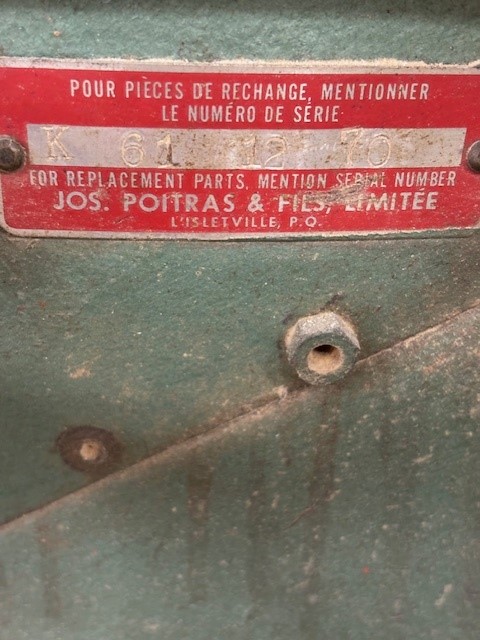 POUR PIÈCES DE RECHANGE, MENTIONNER
LE NUMÉRO DE SÉRIE
K 61 12 70
FOR REPLACEMENT PARTS, MENTION SERIAL NUMBER
JOS. POITRAS & FILS, LIMITÉE
L'ISLETVILLE, P.Q.